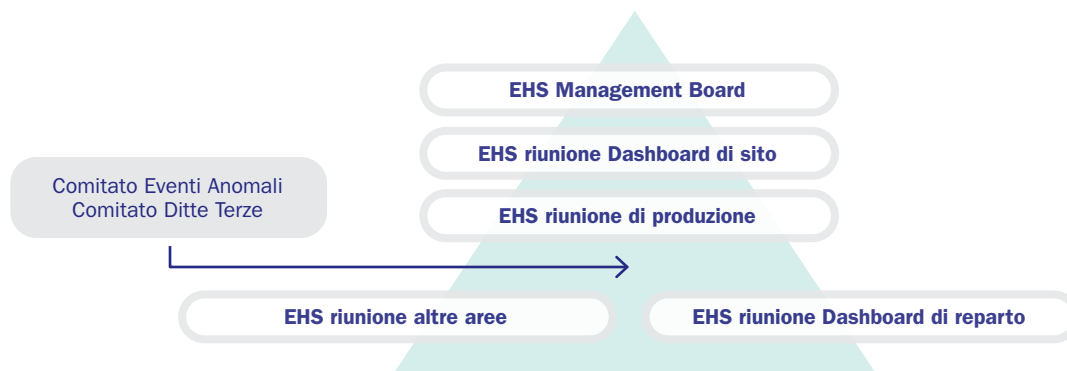 EHS Management Board
EHS riunione Dashboard di sito
EHS riunione di produzione
Comitato Eventi Anomali
Comitato Ditte Terze
EHS riunione altre aree
EHS riunione Dashboard di reparto